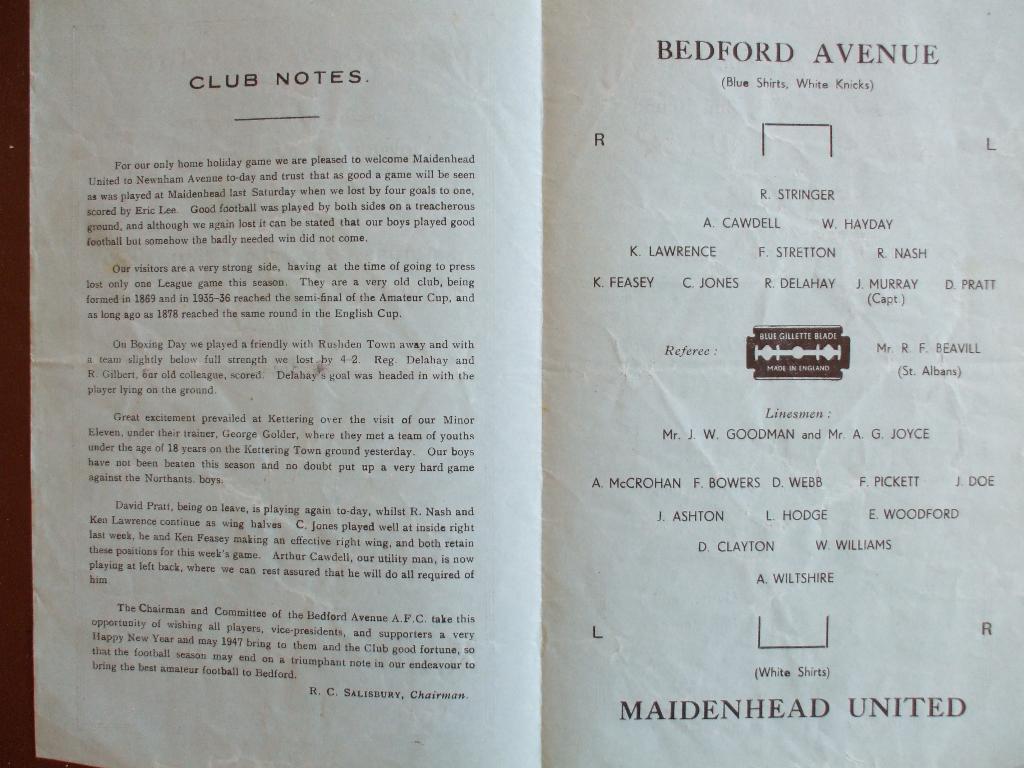 CLUB NOTES.
For our only home holiday game we are pleased to welcome Maidenhead
United to Newnham Avenue to-day and trust that as good a game will be seen
as was played at Maidenhead last Saturday when we lost by four goals to one,
scored by Eric Lee. Good football was played by both sides on a treacherous
ground, and although we again lost it can be stated that our boys played good
football but somehow the badly needed win did not come.
Our visitors are a very strong side, having at the time of going to press
lost only one League game this season. They are a very old club, being
formed in 1869 and in 1935-36 reached the semi-final of the Amateur Cup, and
as long ago as 1878 reached the same round in the English Cup.
On Boxing Day we played a friendly with Rushden Town away and with
a team slightly below full strength we lost by 4-2. Reg. Delahay and
R. Gilbert, our old colleague, scored. Delahay's goal was headed in with the
player lying on the ground.
Great excitement prevailed at Kettering over the visit of our Minor
Eleven, under their trainer, George Golder, where they met a team of youths
under the age of 18 years on the Kettering Town ground yesterday. Our boys
have not been beaten this season and no doubt put up a very hard game
against the Northants. boys.
David Pratt, being on leave, is playing again to-day, whilst R. Nash and
Ken Lawrence continue as wing halves C. Jones played well at inside right
last week, he and Ken Feasey making an effective right wing, and both retain
these positions for this week's game. Arthur Cawdell, our utility man, is now
playing at left back, where we can rest assured that he will do all required of
him
The Chairman and Committee of the Bedford Avenue A.F.C. take this
opportunity of wishing all players, vice-presidents, and supporters a very
Happy New Year and may 1947 bring to them and the Club good fortune, so
that the football season may end on a triumphant note in our endeavour to
bring the best amateur football to Bedford.
R. C. SALISBURY, Chairman.
BEDFORD AVENUE
(Blue Shirts, White Knicks)
R L
R. STRINGER
A. CAWDELL W. HAYDAY
K. LAWRENCE F. STRETTON R. NASH
K. FEASEY C. JONES R. DELAHAY J. MURRAY D. PRATT
(Capt.)
Referee :
BLUE GILLETTE BLADE
MADE IN ENGLAND
Mr. R. F. BEAVILL
(St. Albans)
Linesmen :
Mr. J. W. GOODMAN and Mr. A. G. JOYCE
A. McCROHAN F. BOWERS D. WEBB F. PICKETT J. DOE
J. ASHTON L. HODGE E. WOODFORD
D. CLAYTON W. WILLIAMS
A. WILTSHIRE
L R
(White Shirts)
MAIDENHEAD UNITED